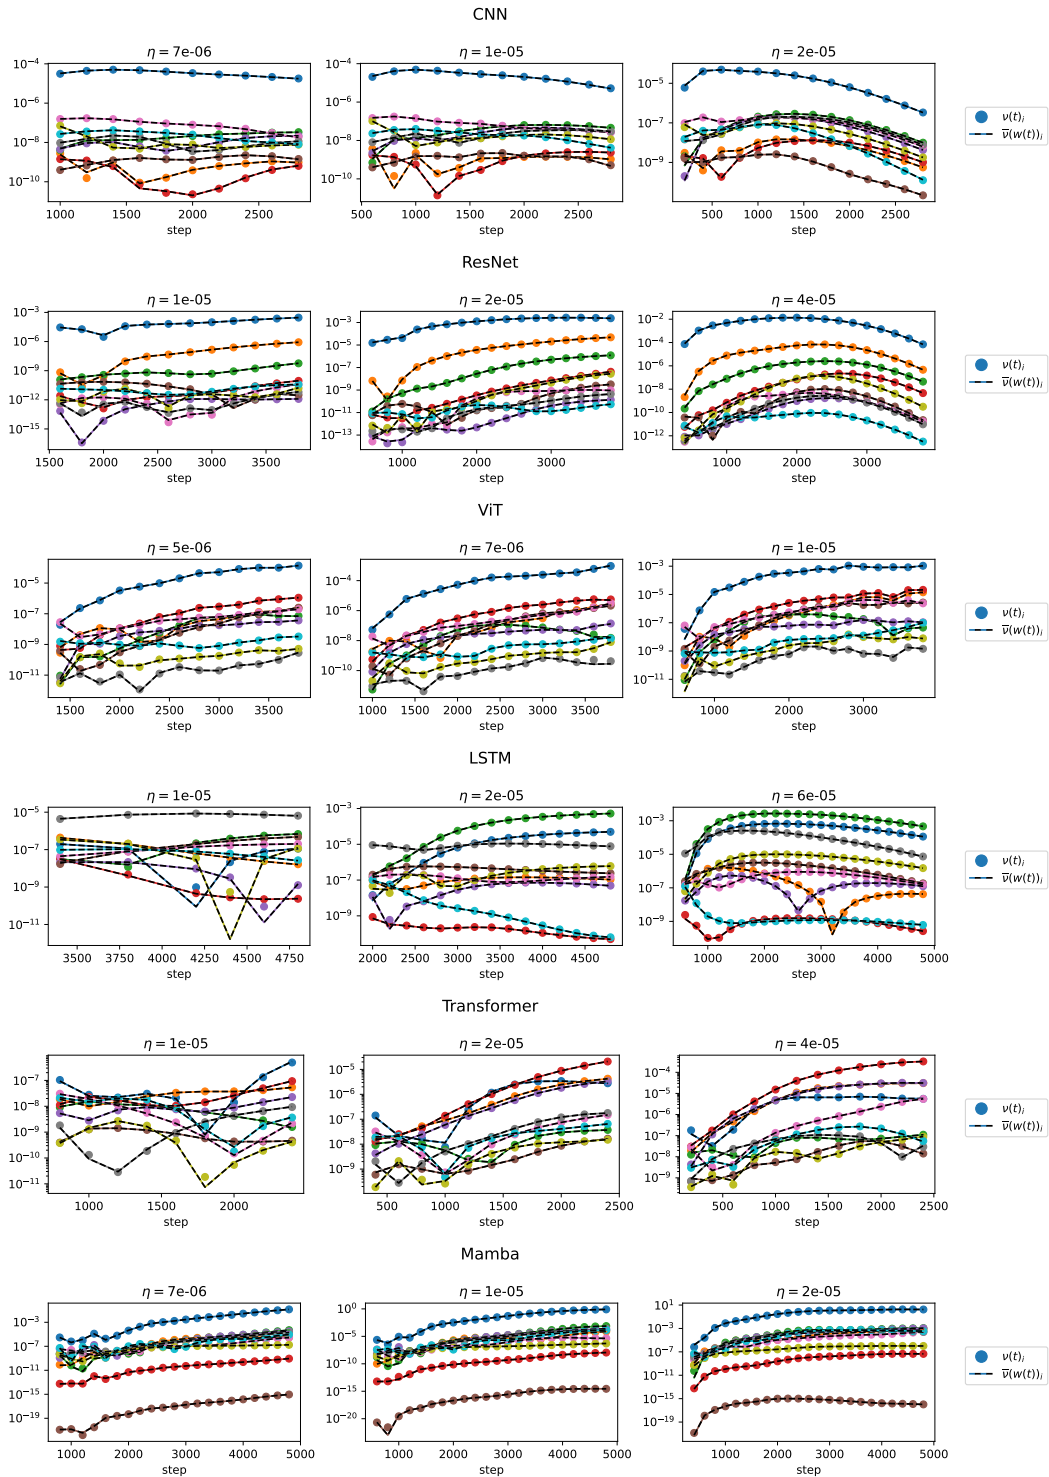 CNN
η = 7e-06
η = 1e-05
η = 2e-05
10⁻⁴
10⁻⁶
10⁻⁸
10⁻¹⁰
1000 1500 2000 2500
step
10⁻⁴
10⁻⁶
10⁻⁸
10⁻¹⁰
500 1000 1500 2000 2500
step
10⁻⁵
10⁻⁷
10⁻⁹
500 1000 1500 2000 2500
step
ν(t)ᵢ
ν̅(w(t))ᵢ
ResNet
η = 1e-05
η = 2e-05
η = 4e-05
10⁻³
10⁻⁶
10⁻⁹
10⁻¹²
10⁻¹⁵
1500 2000 2500 3000 3500
step
10⁻³
10⁻⁵
10⁻⁷
10⁻⁹
10⁻¹¹
10⁻¹³
1000 2000 3000
step
10⁻²
10⁻⁴
10⁻⁶
10⁻⁸
10⁻¹⁰
10⁻¹²
1000 2000 3000
step
ν(t)ᵢ
ν̅(w(t))ᵢ
ViT
η = 5e-06
η = 7e-06
η = 1e-05
10⁻⁵
10⁻⁷
10⁻⁹
10⁻¹¹
1500 2000 2500 3000 3500
step
10⁻⁴
10⁻⁶
10⁻⁸
10⁻¹⁰
1000 1500 2000 2500 3000 3500
step
10⁻³
10⁻⁵
10⁻⁷
10⁻⁹
10⁻¹¹
1000 2000 3000
step
ν(t)ᵢ
ν̅(w(t))ᵢ
LSTM
η = 1e-05
η = 2e-05
η = 6e-05
10⁻⁵
10⁻⁷
10⁻⁹
10⁻¹¹
3500 3750 4000 4250 4500 4750
step
10⁻³
10⁻⁵
10⁻⁷
10⁻⁹
2000 2500 3000 3500 4000 4500
step
10⁻³
10⁻⁵
10⁻⁷
10⁻⁹
1000 2000 3000 4000 5000
step
ν(t)ᵢ
ν̅(w(t))ᵢ
Transformer
η = 1e-05
η = 2e-05
η = 4e-05
10⁻⁷
10⁻⁸
10⁻⁹
10⁻¹⁰
10⁻¹¹
1000 1500 2000
step
10⁻⁵
10⁻⁶
10⁻⁷
10⁻⁸
10⁻⁹
500 1000 1500 2000 2500
step
10⁻⁴
10⁻⁵
10⁻⁶
10⁻⁷
10⁻⁸
10⁻⁹
500 1000 1500 2000 2500
step
ν(t)ᵢ
ν̅(w(t))ᵢ
Mamba
η = 7e-06
η = 1e-05
η = 2e-05
10⁻³
10⁻⁷
10⁻¹¹
10⁻¹⁵
10⁻¹⁹
1000 2000 3000 4000 5000
step
10⁰
10⁻⁵
10⁻¹⁰
10⁻¹⁵
10⁻²⁰
1000 2000 3000 4000 5000
step
10¹
10⁻³
10⁻⁷
10⁻¹¹
10⁻¹⁵
10⁻¹⁹
1000 2000 3000 4000 5000
step
ν(t)ᵢ
ν̅(w(t))ᵢ